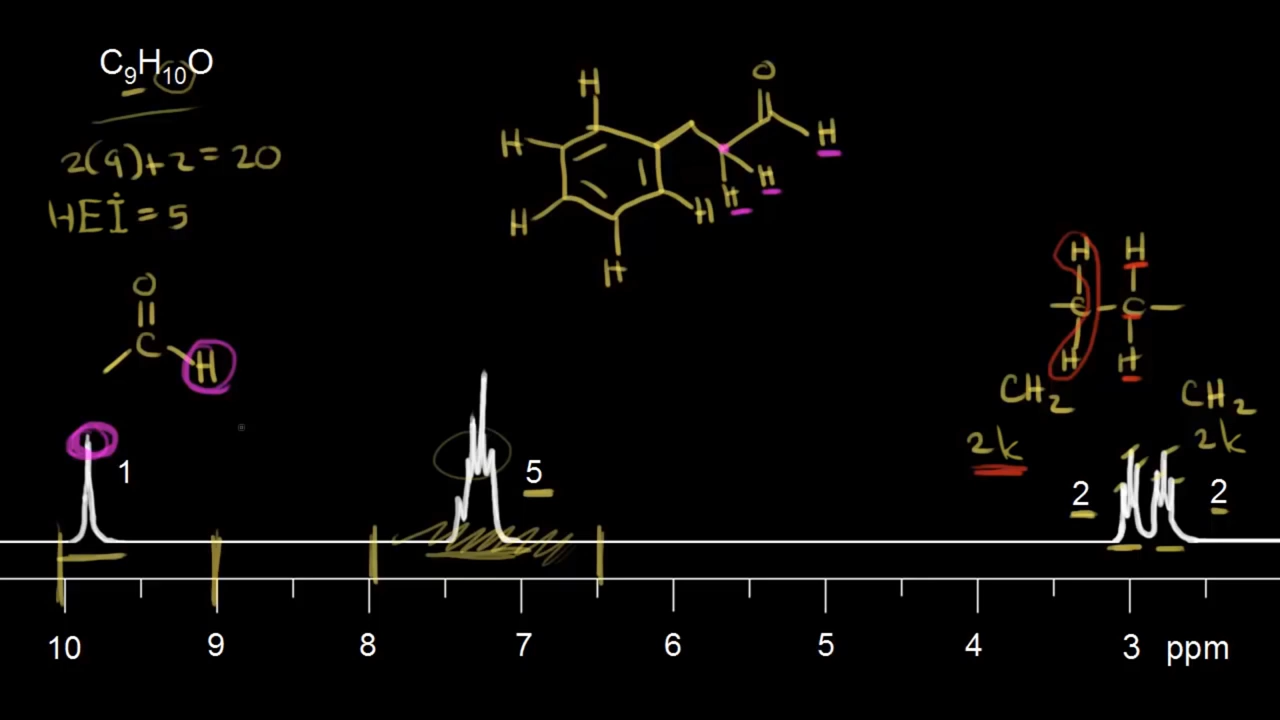 C₉H₁₀O
2(9)+2=20
HEI=5
O
C
H
H
H
H
H
H
O
H
H
H
H H
C C
H H
CH₂ CH₂
2k 2k
1
5
2 2
10 9 8 7 6 5 4 3 ppm